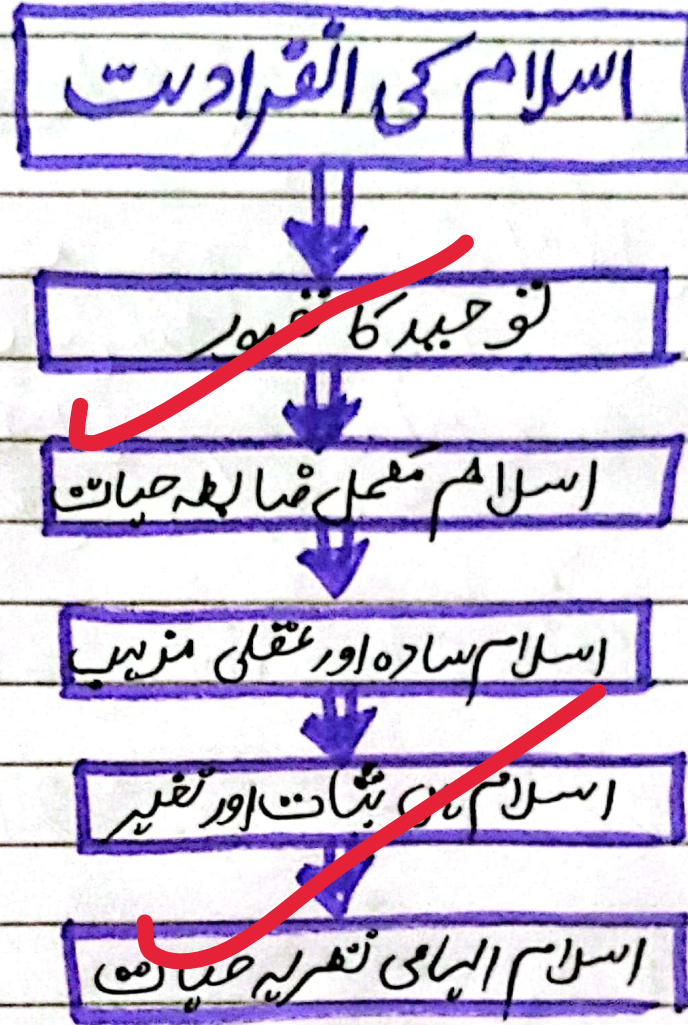 اسلام کی انفرادیت
توحید کا تصور
اسلام مکمل ضابطہ حیات
اسلام سادہ اور عقلی مذہب
اسلام میں ثبات اور تغیر
اسلام الہامی نظریہ حیات